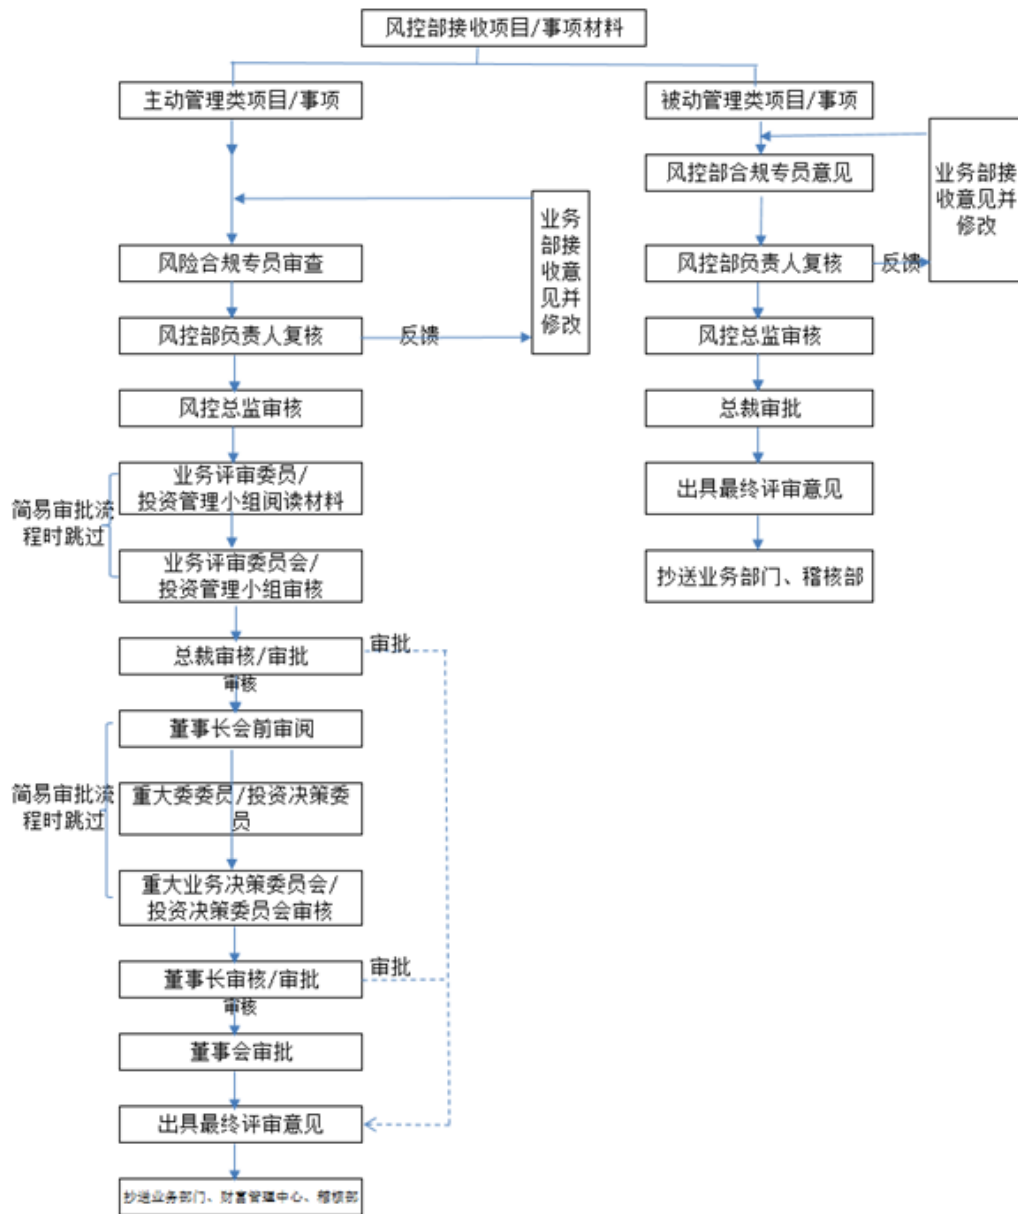 风控部接收项目/事项材料
主动管理类项目/事项
风险合规专员审查
风控部负责人复核
反馈
业务
部接
收意
见并
修改
风控总监审核
业务评审委员/
投资管理小组阅读材料
简易审批流
程时跳过
业务评审委员会/
投资管理小组审核
总裁审核/审批
审批
审核
董事长会前审阅
简易审批流
程时跳过
重大委委员/投资决策委
员
重大业务决策委员会/
投资决策委员会审核
董事长审核/审批
审批
审核
董事会审批
出具最终评审意见
抄送业务部门、财富管理中心、稽核部
被动管理类项目/事项
风控部合规专员意见
业务部接
收意见并
修改
风控部负责人复核
反馈
风控总监审核
总裁审批
出具最终评审意见
抄送业务部门、稽核部